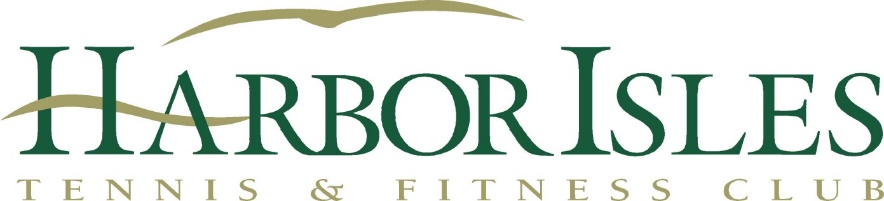 HARBOR ISLES
TENNIS & FITNESS CLUB